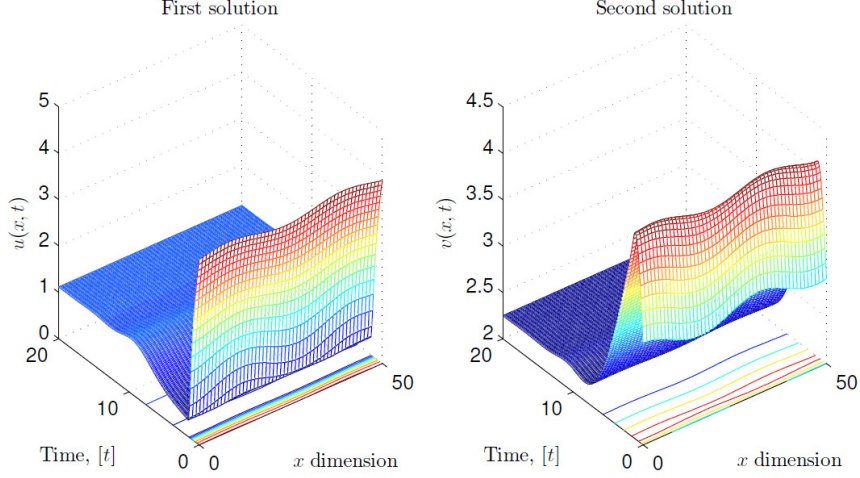 First solution
Second solution
5
4
3
2
1
0
u(x, t)
20
10
0
Time, [t]
0
50
x dimension
4.5
4
3.5
3
2.5
2
v(x, t)
20
10
0
Time, [t]
0
50
x dimension